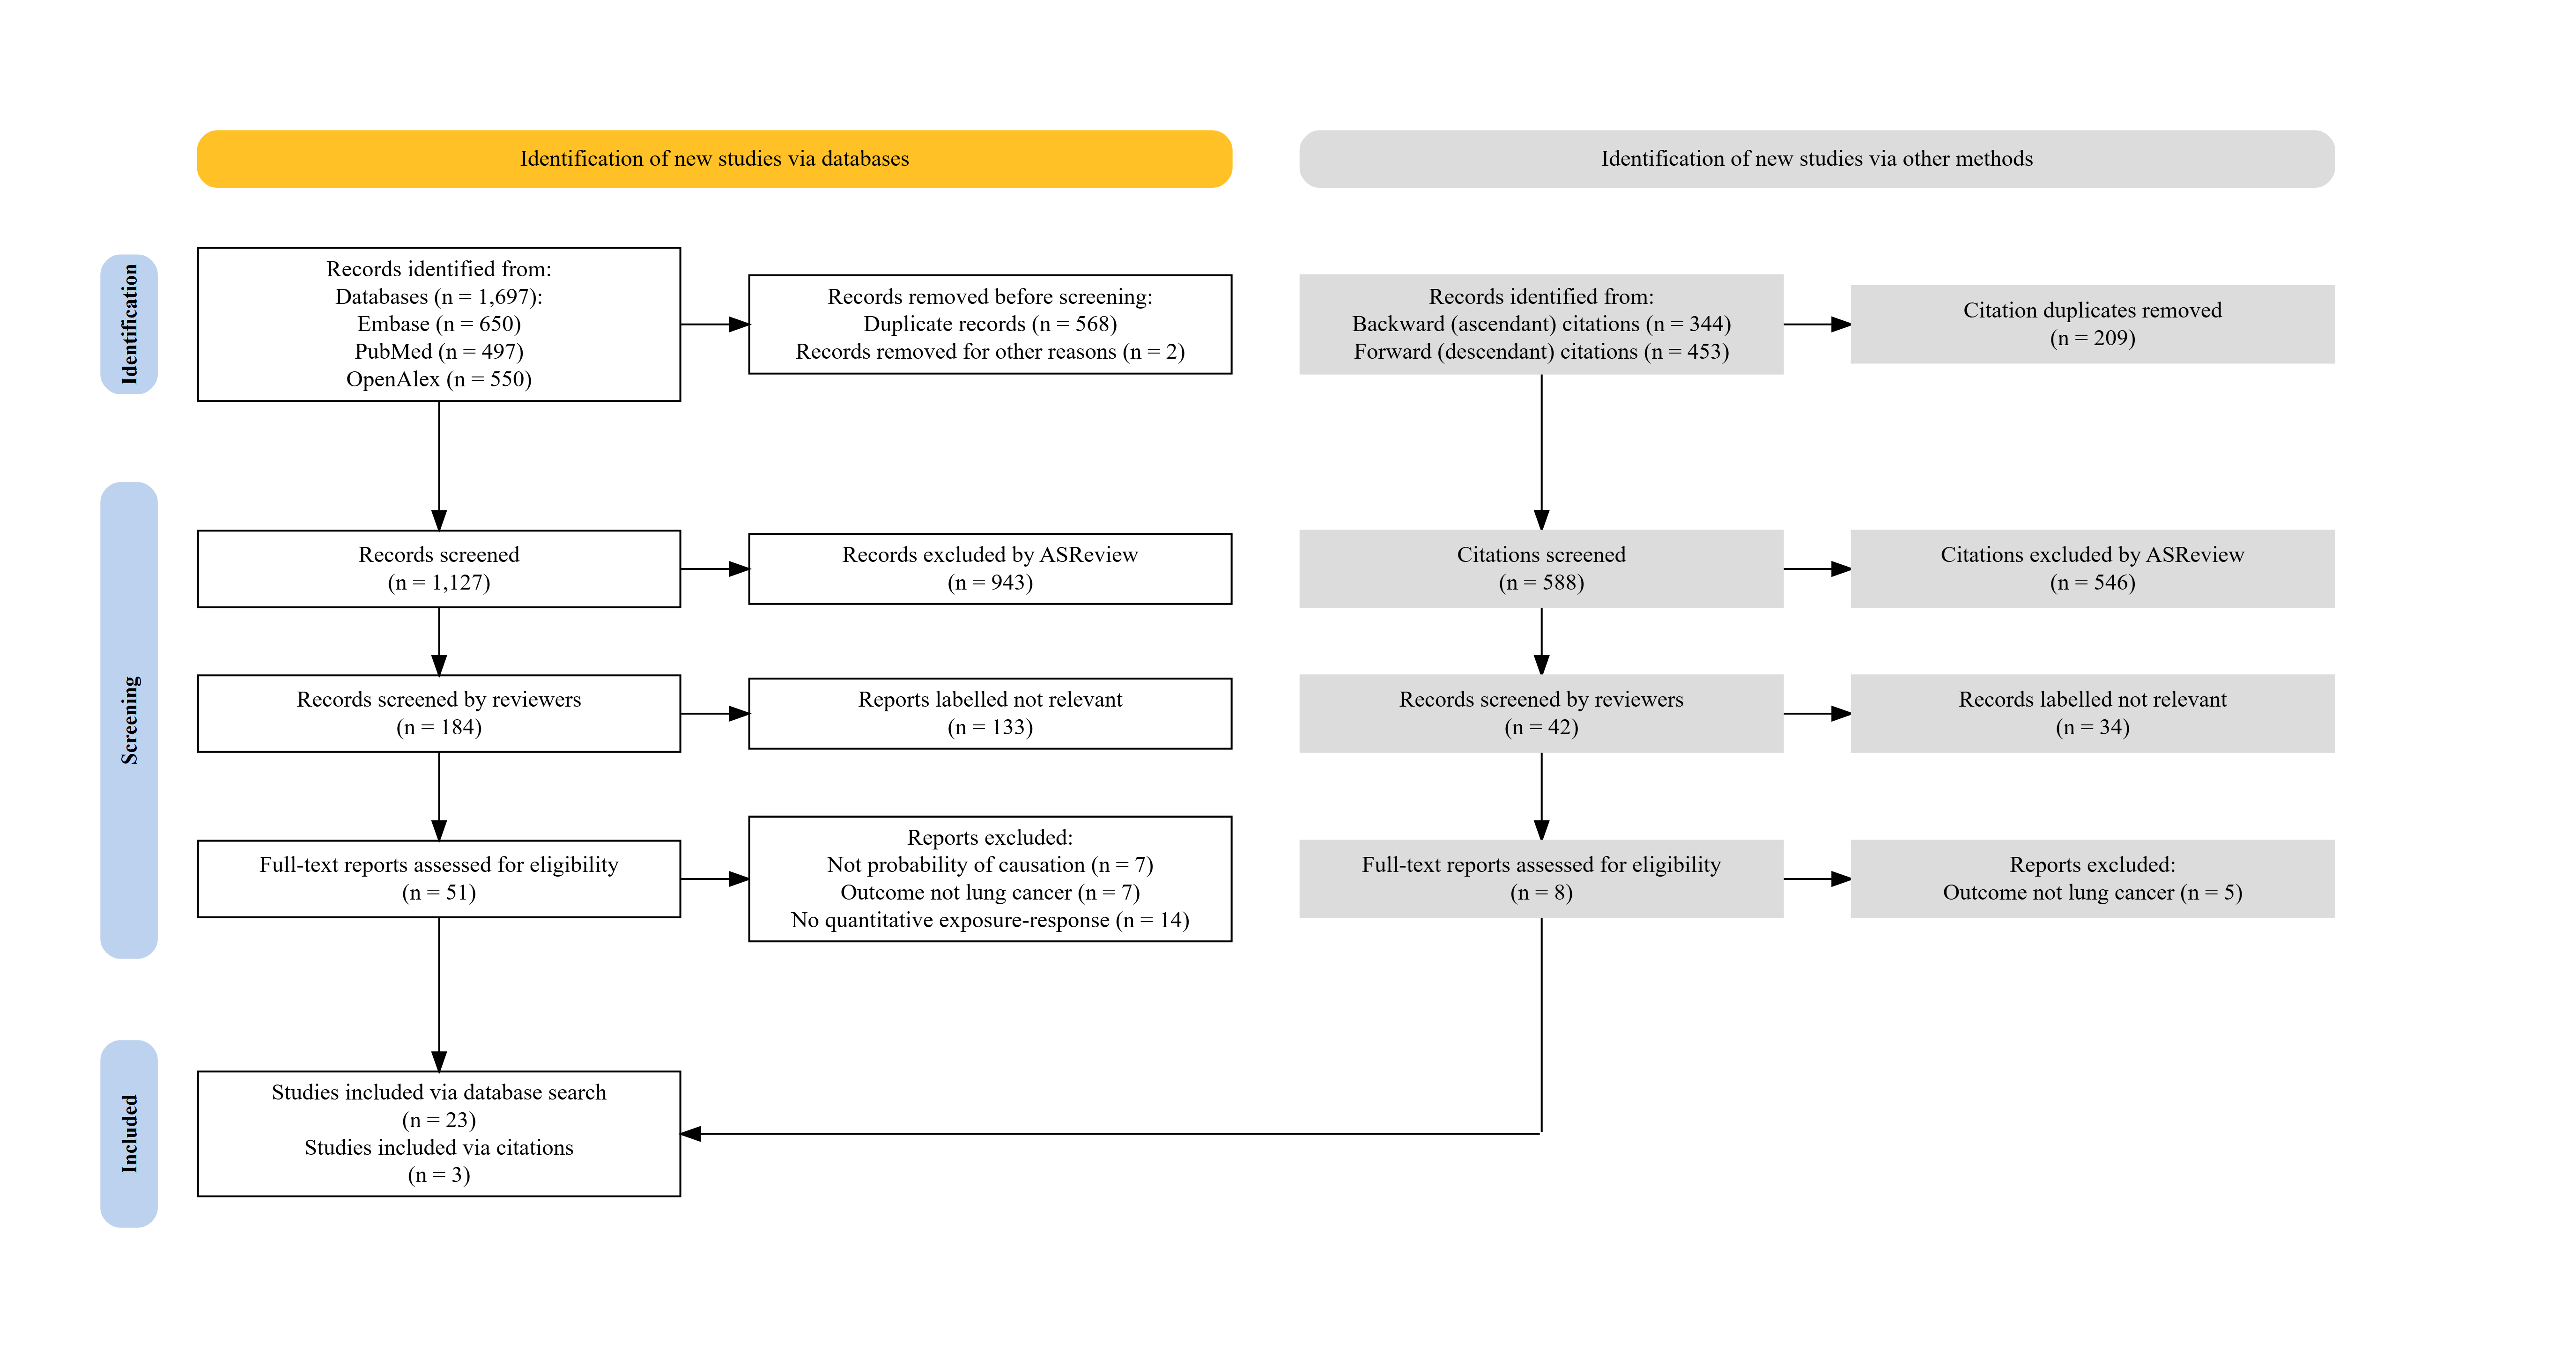 Identification of new studies via databases
Identification of new studies via other methods
Identification
Records identified from:
Databases (n = 1,697):
Embase (n = 650)
PubMed (n = 497)
OpenAlex (n = 550)
Records removed before screening:
Duplicate records (n = 568)
Records removed for other reasons (n = 2)
Records identified from:
Backward (ascendant) citations (n = 344)
Forward (descendant) citations (n = 453)
Citation duplicates removed
(n = 209)
Screening
Records screened
(n = 1,127)
Records excluded by ASReview
(n = 943)
Citations screened
(n = 588)
Citations excluded by ASReview
(n = 546)
Records screened by reviewers
(n = 184)
Reports labelled not relevant
(n = 133)
Records screened by reviewers
(n = 42)
Records labelled not relevant
(n = 34)
Full-text reports assessed for eligibility
(n = 51)
Reports excluded:
Not probability of causation (n = 7)
Outcome not lung cancer (n = 7)
No quantitative exposure-response (n = 14)
Full-text reports assessed for eligibility
(n = 8)
Reports excluded:
Outcome not lung cancer (n = 5)
Included
Studies included via database search
(n = 23)
Studies included via citations
(n = 3)